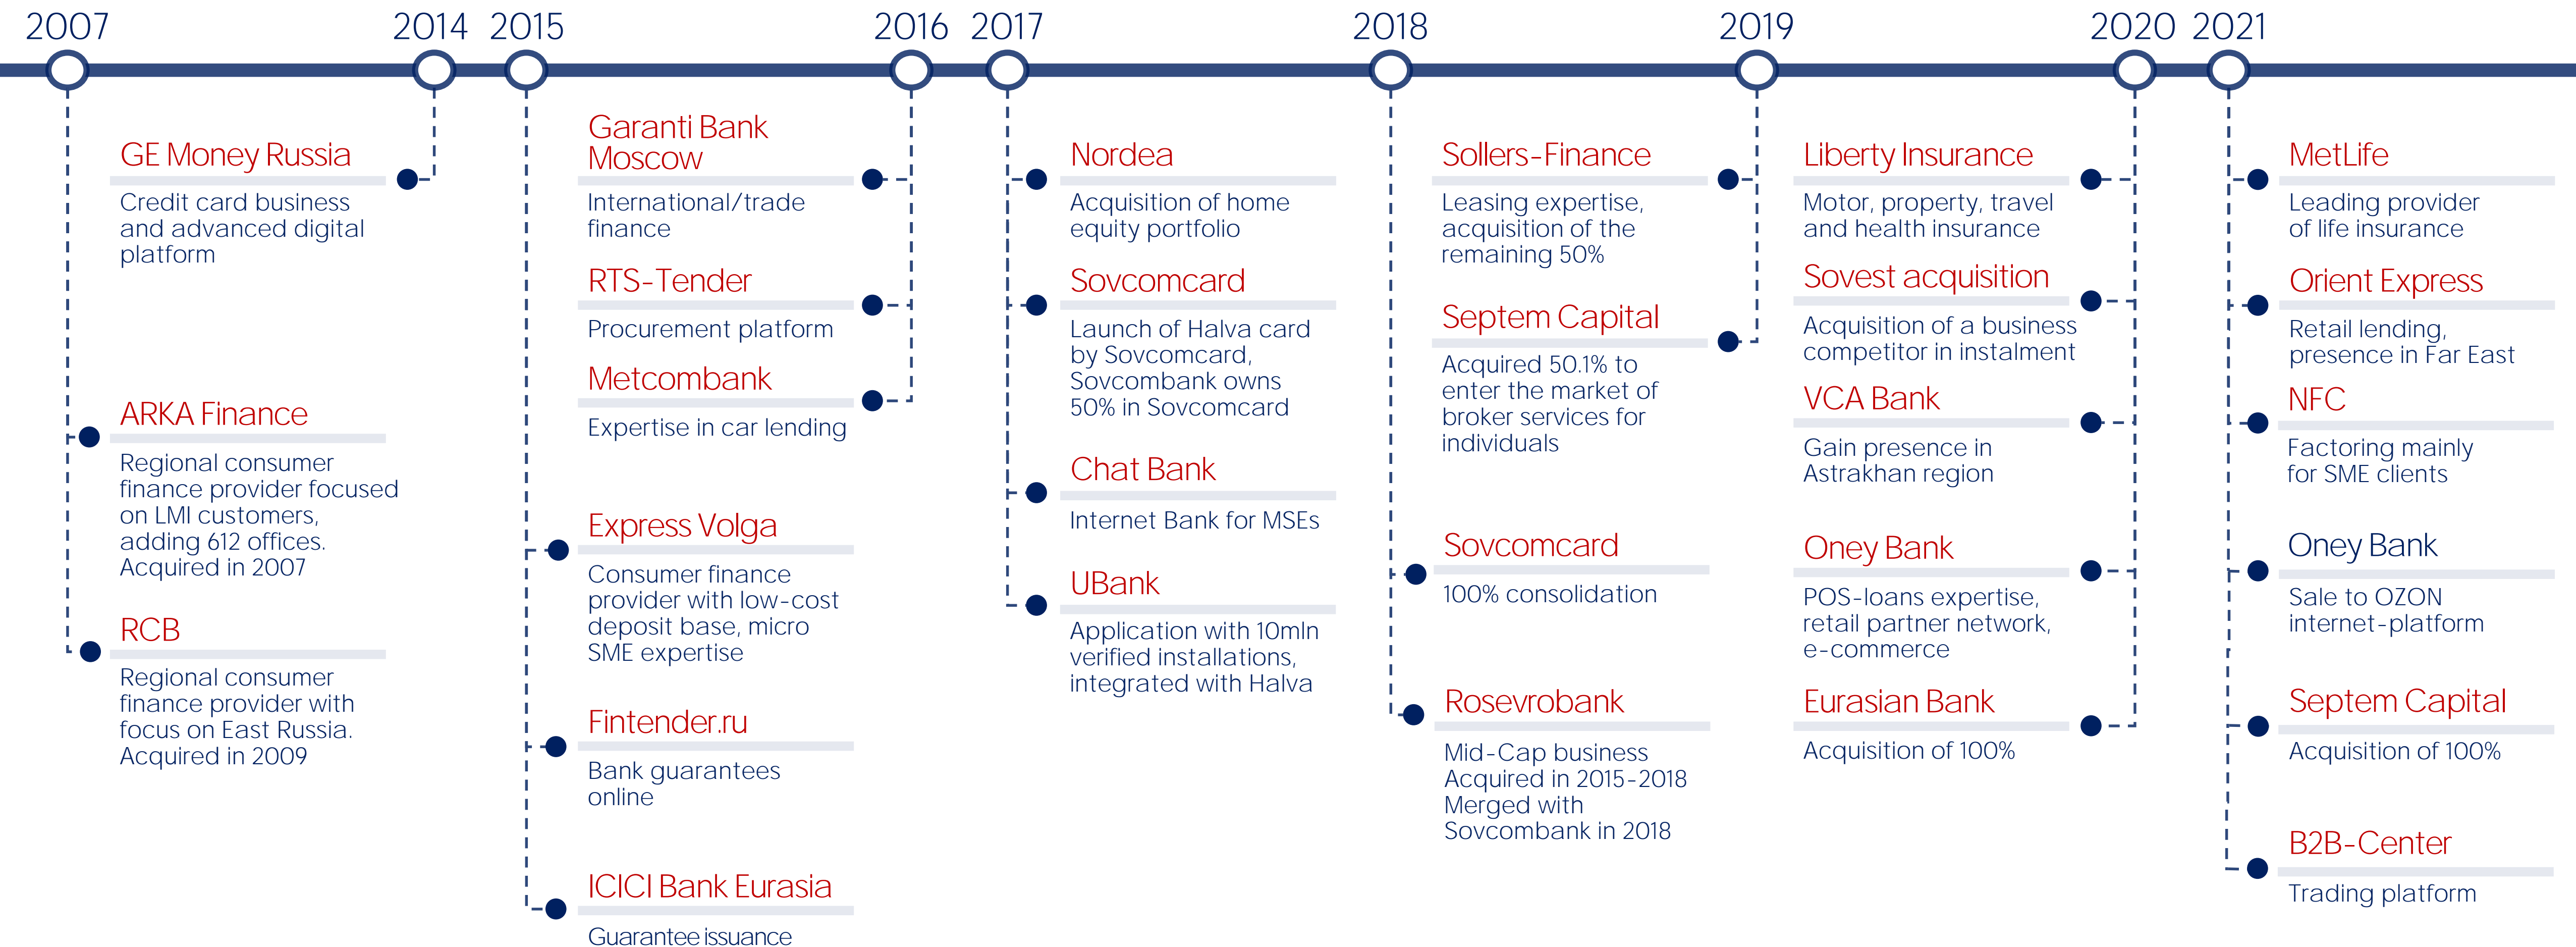 2007
2014
2015
2016
2017
2018
2019
2020
2021
GE Money Russia
Credit card business
and advanced digital
platform
ARKA Finance
Regional consumer
finance provider focused
on LMI customers,
adding 612 offices.
Acquired in 2007
RCB
Regional consumer
finance provider with
focus on East Russia.
Acquired in 2009
Garanti Bank
Moscow
International/trade
finance
RTS-Tender
Procurement platform
Metcombank
Expertise in car lending
Express Volga
Consumer finance
provider with low-cost
deposit base, micro
SME expertise
Fintender.ru
Bank guarantees
online
ICICI Bank Eurasia
Guarantee issuance
Nordea
Acquisition of home
equity portfolio
Sovcomcard
Launch of Halva card
by Sovcomcard,
Sovcombank owns
50% in Sovcomcard
Chat Bank
Internet Bank for MSEs
UBank
Application with 10mln
verified installations,
integrated with Halva
Sollers-Finance
Leasing expertise,
acquisition of the
remaining 50%
Septem Capital
Acquired 50.1% to
enter the market of
broker services for
individuals
Sovcomcard
100% consolidation
Rosevrobank
Mid-Cap business
Acquired in 2015-2018
Merged with
Sovcombank in 2018
Liberty Insurance
Motor, property, travel
and health insurance
Sovest acquisition
Acquisition of a business
competitor in instalment
VCA Bank
Gain presence in
Astrakhan region
Oney Bank
POS-loans expertise,
retail partner network,
e-commerce
Eurasian Bank
Acquisition of 100%
MetLife
Leading provider
of life insurance
Orient Express
Retail lending,
presence in Far East
NFC
Factoring mainly
for SME clients
Oney Bank
Sale to OZON
internet-platform
Septem Capital
Acquisition of 100%
B2B-Center
Trading platform